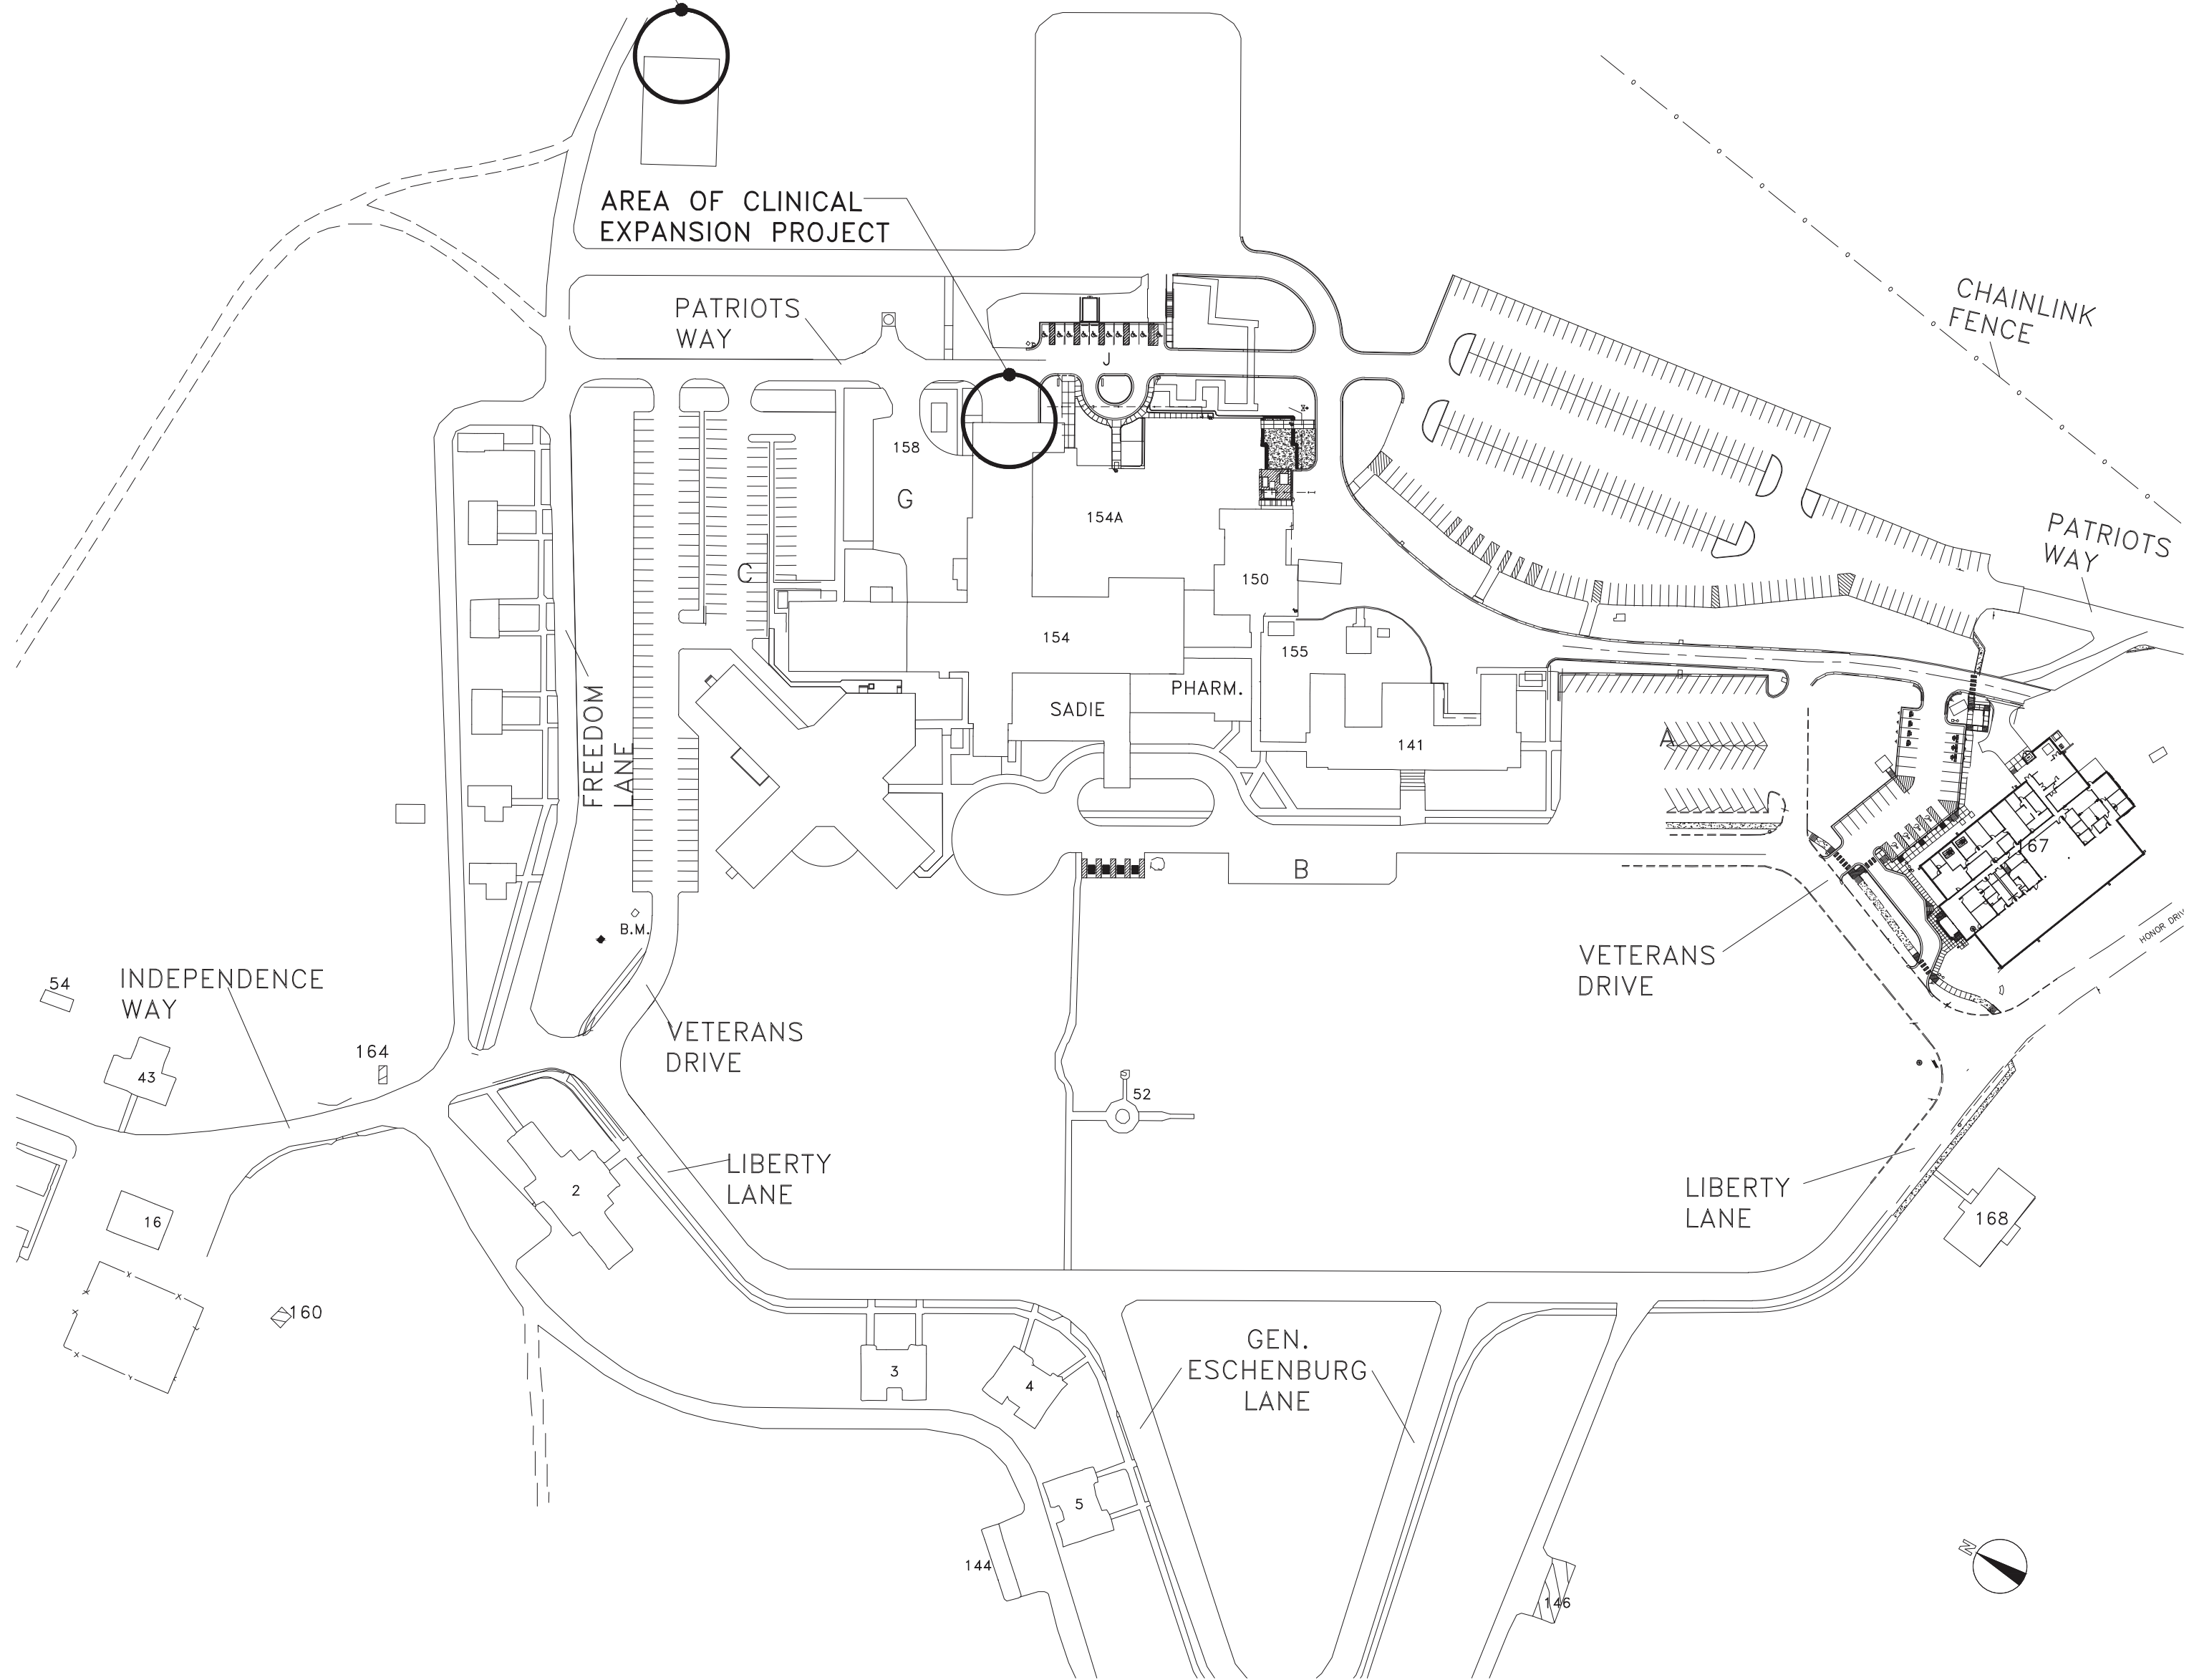 AREA OF CLINICAL
EXPANSION PROJECT
CHAINLINK
FENCE
PATRIOTS
WAY
J
158
G
154A
PATRIOTS
WAY
C
150
154
155
PHARM.
SADIE
FREEDOM
LANE
141
A
B
67
HONOR DRIV
B.M.
VETERANS
DRIVE
INDEPENDENCE
WAY
54
VETERANS
DRIVE
164
43
52
LIBERTY
LANE
LIBERTY
LANE
2
16
168
160
GEN.
ESCHENBURG
LANE
3
4
5
144
146
N